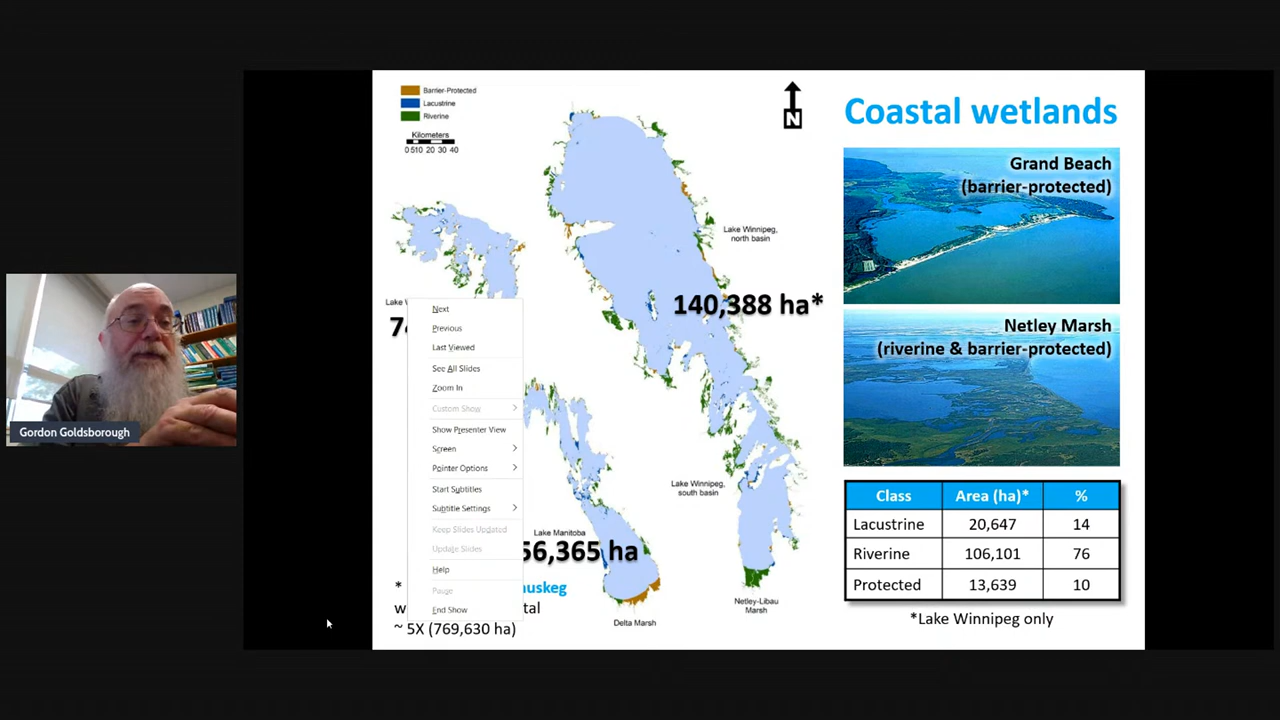 Barrier-Protected
Lacustrine
Riverine
Kilometers
0 5 10 20 30 40
N
Coastal wetlands
Grand Beach
(barrier-protected)
Lake Winnipeg,
north basin
140,388 ha*
Netley Marsh
(riverine & barrier-protected)
Gordon Goldsborough
Next
Previous
Last Viewed
See All Slides
Zoom In
Custom Show
Show Presenter View
Screen
Pointer Options
Start Subtitles
Subtitle Settings
Keep Slides Updated
Update Slides
Help
Pause
End Show
Lake Winnipeg,
south basin
Lake Manitoba
56,365 ha
Class Area (ha)* %
Lacustrine 20,647 14
Riverine 106,101 76
Protected 13,639 10
*Lake Winnipeg only
Netley-Libau
Marsh
Delta Marsh
*
~ 5X (769,630 ha)